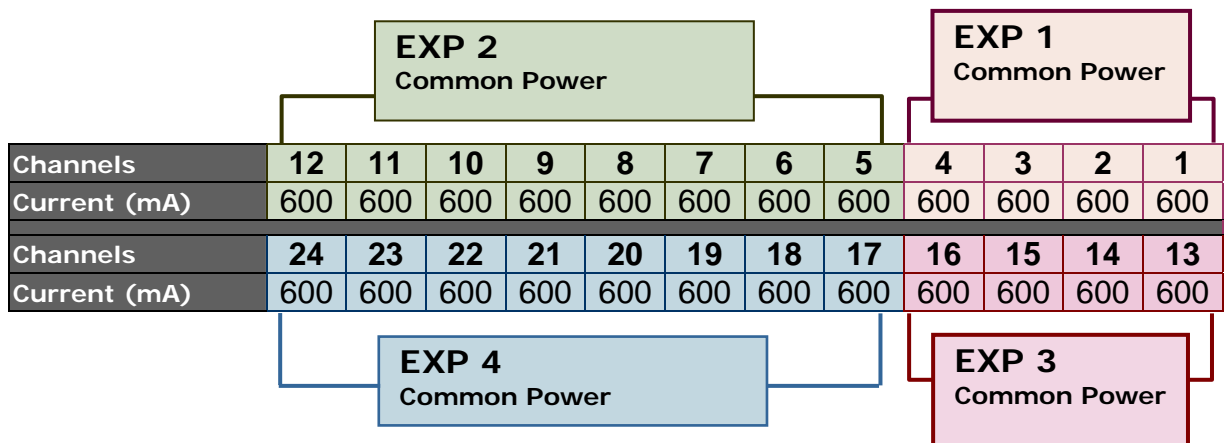 EXP 2
Common Power
EXP 1
Common Power
Channels 12 11 10 9 8 7 6 5 4 3 2 1
Current (mA) 600 600 600 600 600 600 600 600 600 600 600 600
Channels 24 23 22 21 20 19 18 17 16 15 14 13
Current (mA) 600 600 600 600 600 600 600 600 600 600 600 600
EXP 4
Common Power
EXP 3
Common Power